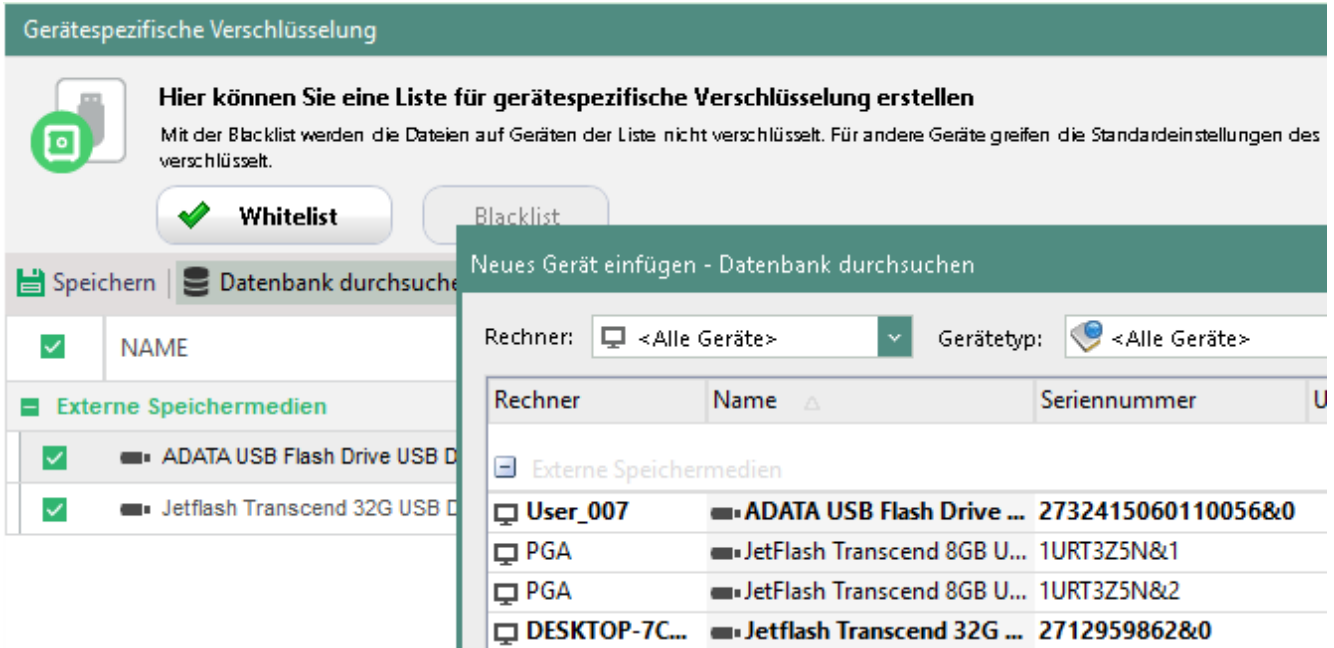 Gerätespezifische Verschlüsselung
Hier können Sie eine Liste für gerätespezifische Verschlüsselung erstellen
Mit der Blacklist werden die Dateien auf Geräten der Liste nicht verschlüsselt. Für andere Geräte greifen die Standardeinstellungen des
verschlüsselt.
Whitelist Blacklist
Speichern Datenbank durchsuche
NAME
Externe Speichermedien
ADATA USB Flash Drive USB D
Jetflash Transcend 32G USB D
Neues Gerät einfügen - Datenbank durchsuchen
Rechner: <Alle Geräte> Gerätetyp: <Alle Geräte>
Rechner Name Seriennummer U
Externe Speichermedien
User_007 ADATA USB Flash Drive ... 2732415060110056&0
PGA JetFlash Transcend 8GB U... 1URT3Z5N&1
PGA JetFlash Transcend 8GB U... 1URT3Z5N&2
DESKTOP-7C... Jetflash Transcend 32G ... 2712959862&0